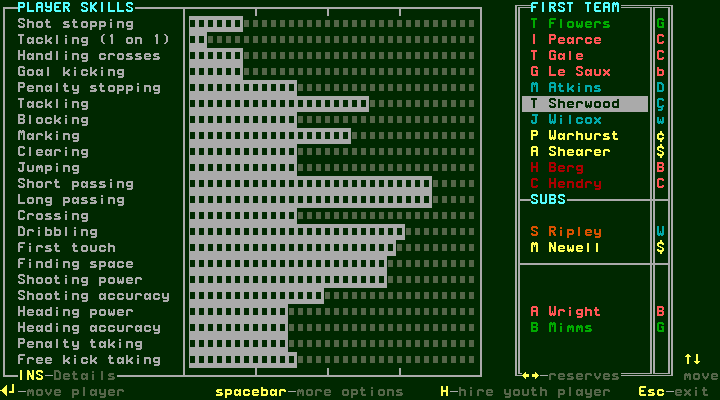 PLAYER SKILLS
Shot stopping
Tackling (1 on 1)
Handling crosses
Goal kicking
Penalty stopping
Tackling
Blocking
Marking
Clearing
Jumping
Short passing
Long passing
Crossing
Dribbling
First touch
Finding space
Shooting power
Shooting accuracy
Heading power
Heading accuracy
Penalty taking
Free kick taking
INS-Details
FIRST TEAM
T Flowers G
I Pearce C
T Gale C
G Le Saux b
M Atkins D
T Sherwood Ç
J Wilcox w
P Warhurst ¢
A Shearer $
H Berg B
C Hendry C
SUBS
S Ripley W
M Newell $
A Wright B
B Mimms G
↔-reserves
↑↓
move
↲-move player
spacebar-more options
H-hire youth player
Esc-exit